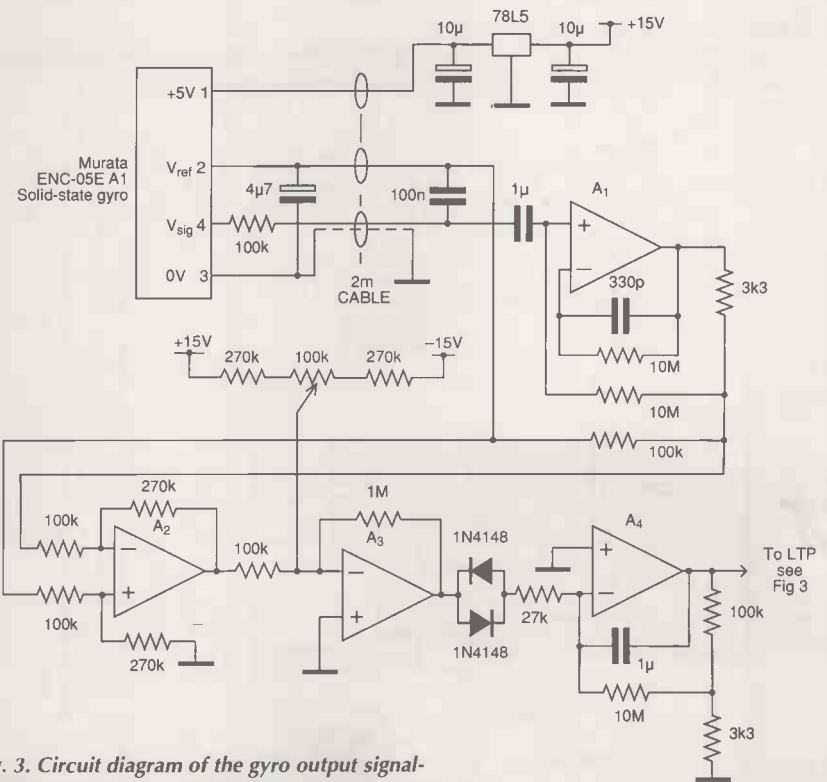 10µ
78L5
10µ
+15V
+5V 1
Murata
ENC-05E A1
Solid-state gyro
Vref 2
4µ7
100n
1µ
A1
Vsig 4
100k
0V 3
2m
CABLE
330p
3k3
10M
10M
100k
+15V
270k
100k
270k
−15V
270k
100k
A2
100k
270k
100k
1M
A3
1N4148
1N4148
27k
A4
1µ
10M
100k
3k3
To LTP
see
Fig 3
. 3. Circuit diagram of the gyro output signal-